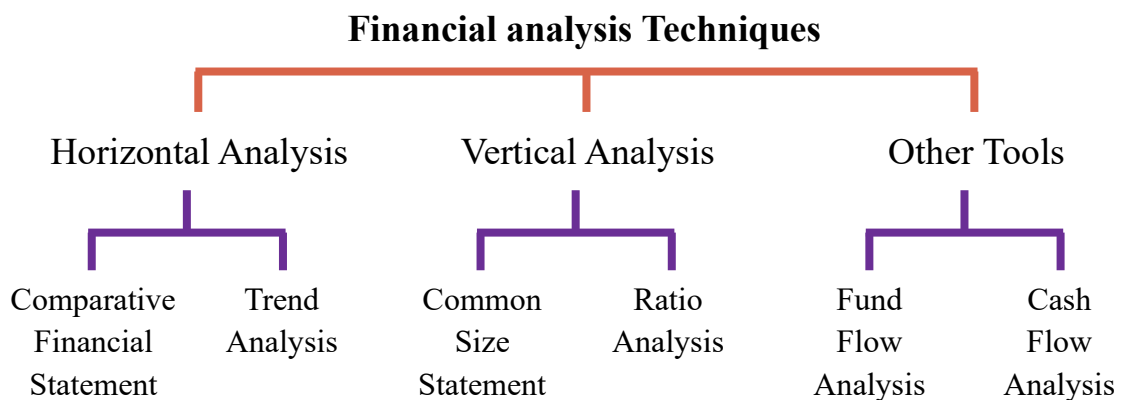 Financial analysis Techniques
Horizontal Analysis
Vertical Analysis
Other Tools
Comparative
Financial
Statement
Trend
Analysis
Common
Size
Statement
Ratio
Analysis
Fund
Flow
Analysis
Cash
Flow
Analysis